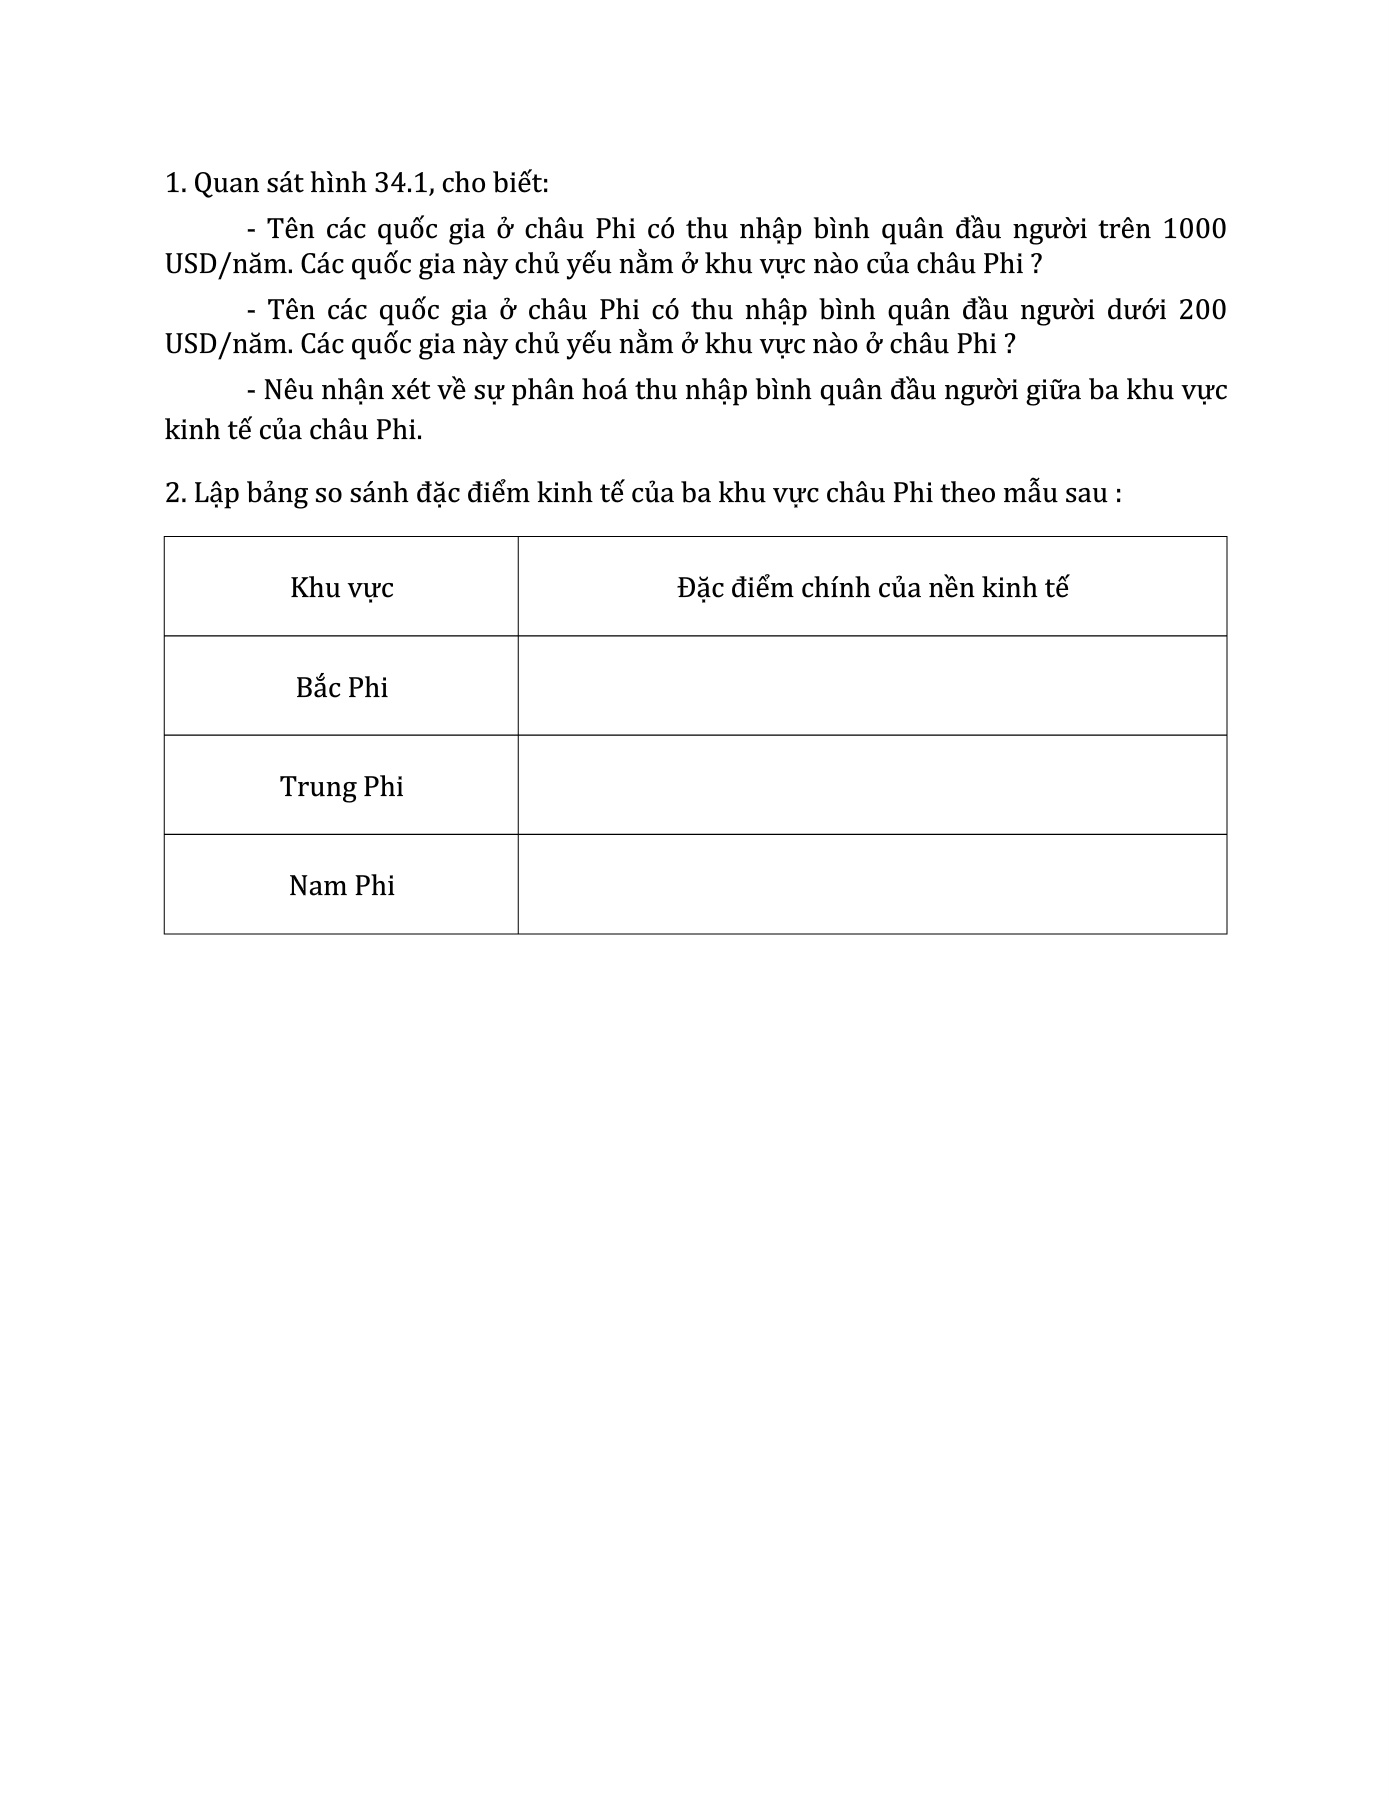 1. Quan sát hình 34.1, cho biết:
- Tên các quốc gia ở châu Phi có thu nhập bình quân đầu người trên 1000
USD/năm. Các quốc gia này chủ yếu nằm ở khu vực nào của châu Phi ?
- Tên các quốc gia ở châu Phi có thu nhập bình quân đầu người dưới 200
USD/năm. Các quốc gia này chủ yếu nằm ở khu vực nào ở châu Phi ?
- Nêu nhận xét về sự phân hoá thu nhập bình quân đầu người giữa ba khu vực
kinh tế của châu Phi.
2. Lập bảng so sánh đặc điểm kinh tế của ba khu vực châu Phi theo mẫu sau :
Khu vực
Đặc điểm chính của nền kinh tế
Bắc Phi
Trung Phi
Nam Phi